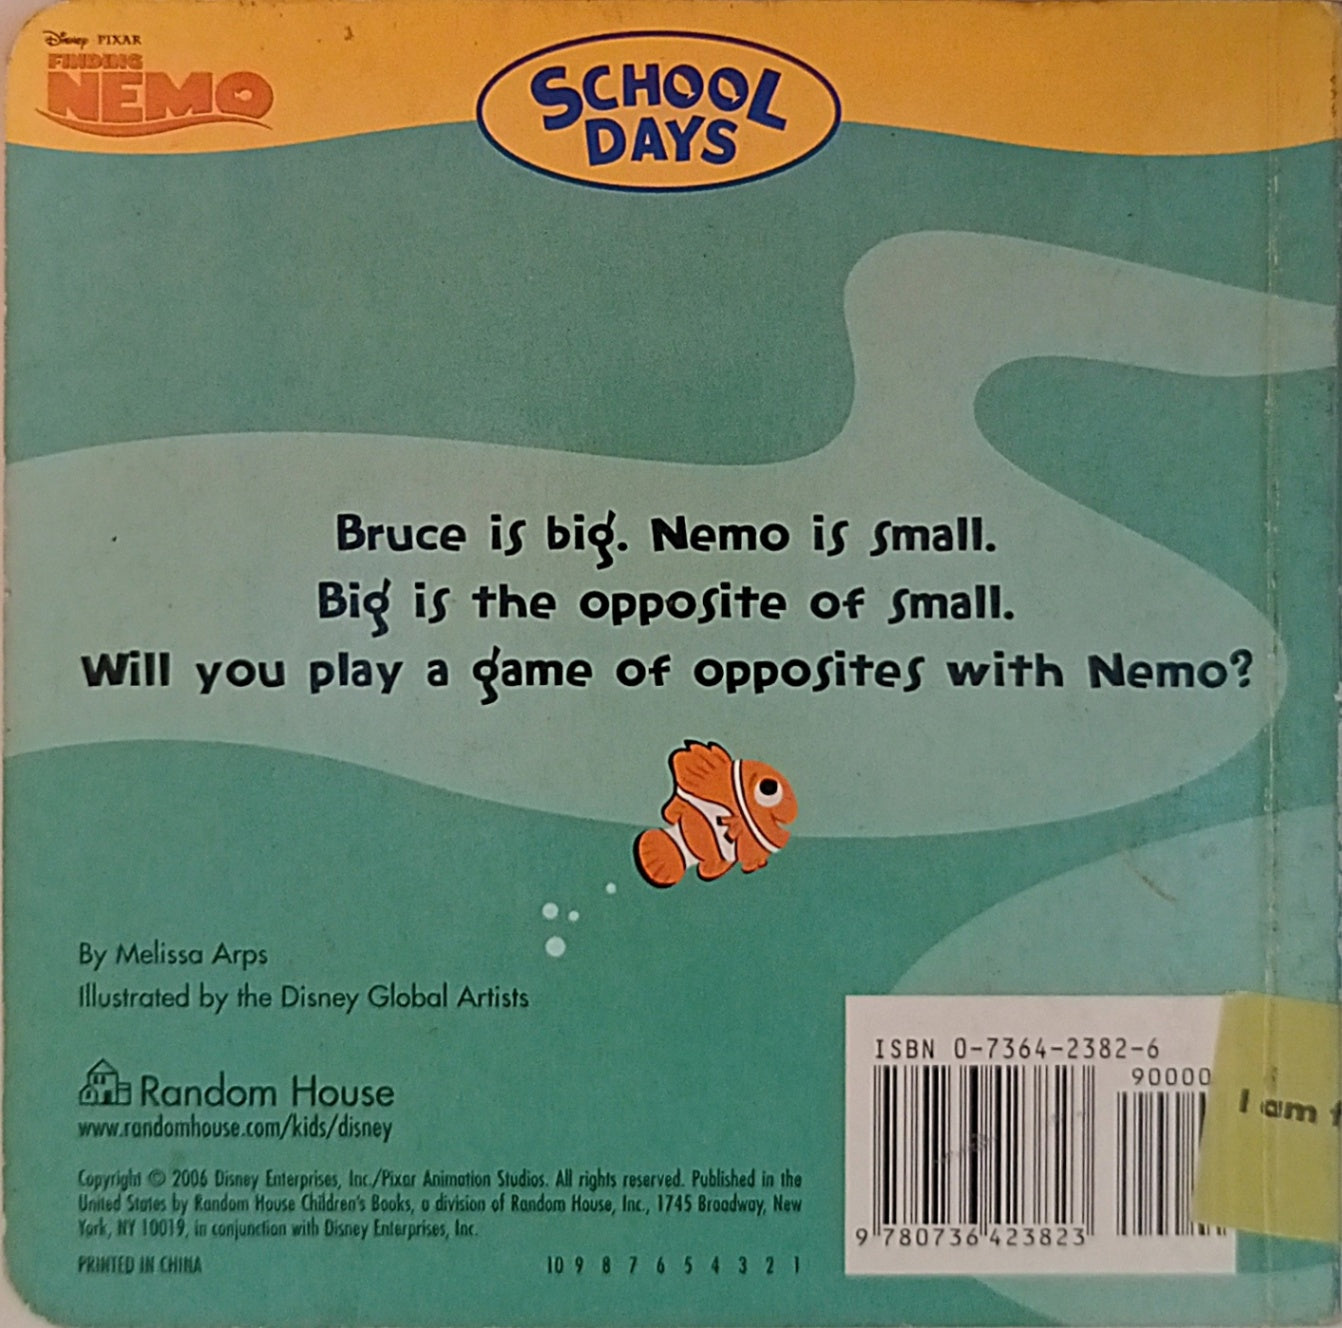 Disney PIXAR
FINDING
NEMO
SCHOOL
DAYS
Bruce is big. Nemo is small.
Big is the opposite of small.
Will you play a game of opposites with Nemo?
By Melissa Arps
Illustrated by the Disney Global Artists
Random House
www.randomhouse.com/kids/disney
Copyright © 2006 Disney Enterprises, Inc./Pixar Animation Studios. All rights reserved. Published in the
United States by Random House Children's Books, a division of Random House, Inc., 1745 Broadway, New
York, NY 10019, in conjunction with Disney Enterprises, Inc.
PRINTED IN CHINA
10 9 8 7 6 5 4 3 2 1
ISBN 0-7364-2382-6
90000
9 780736 423823
I am